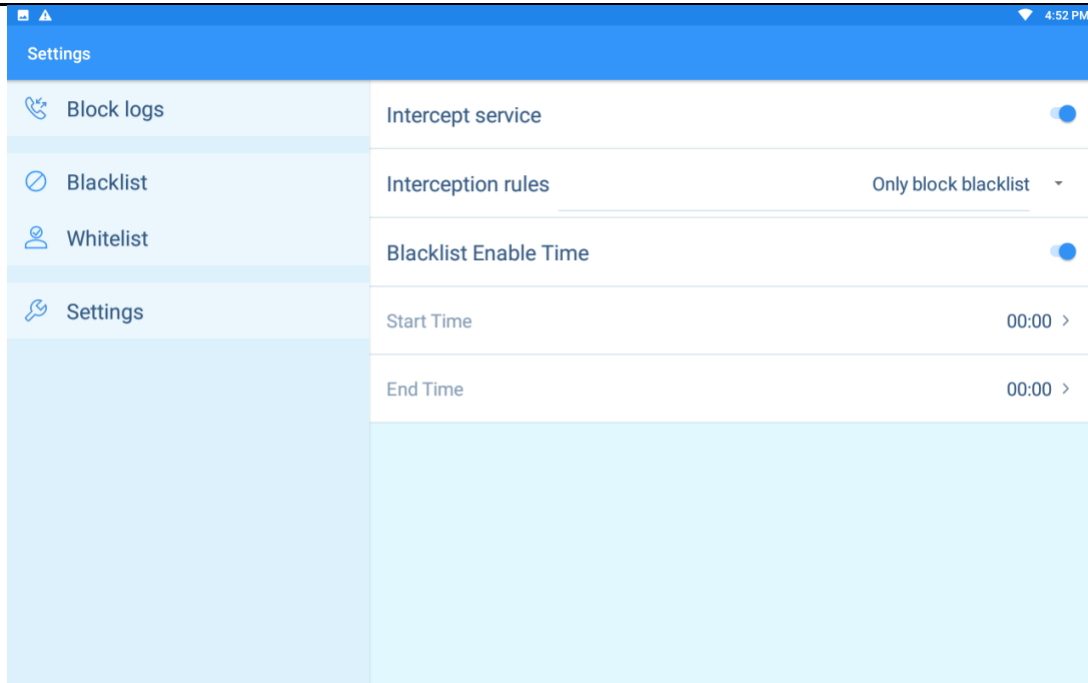 4:52 PM
Settings
Block logs
Blacklist
Whitelist
Settings
Intercept service
Interception rules Only block blacklist
Blacklist Enable Time
Start Time 00:00
End Time 00:00